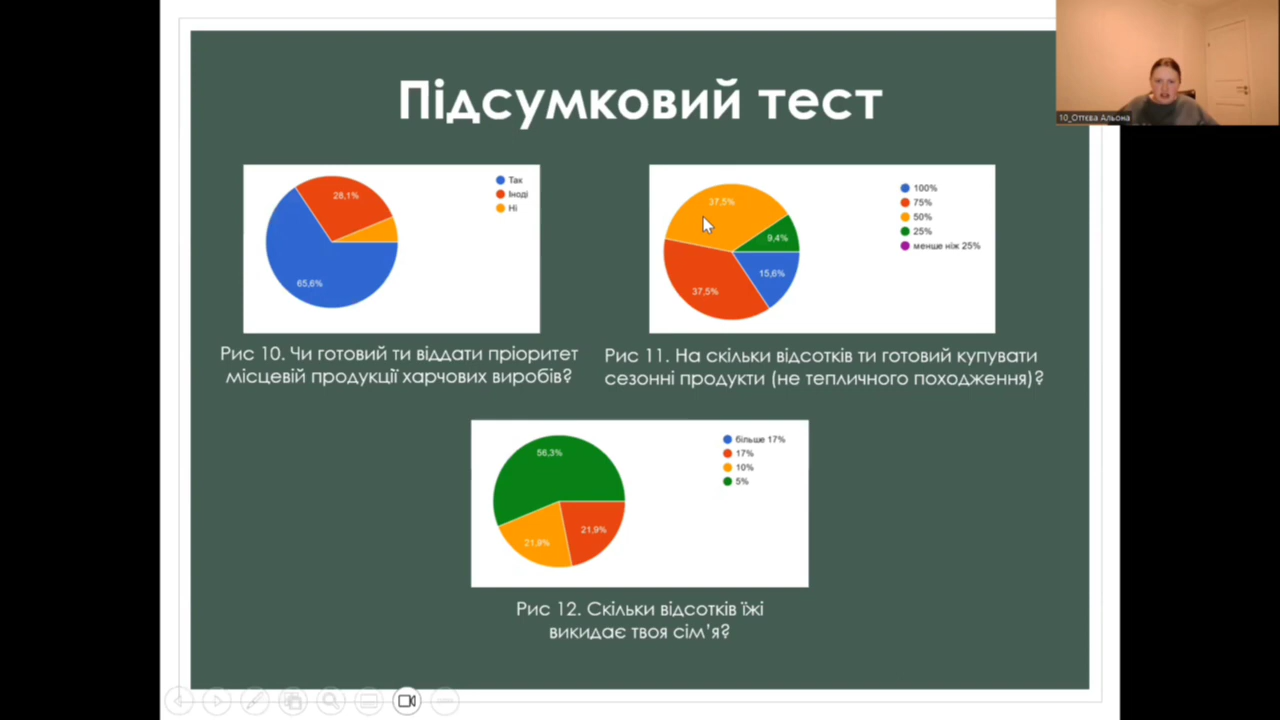 Підсумковий тест
10_Оттєва Альона
28,1%
65,6%
Так
Іноді
Ні
37,5%
9,4%
15,6%
37,5%
100%
75%
50%
25%
менше ніж 25%
Рис 10. Чи готовий ти віддати пріоритет
місцевій продукції харчових виробів?
Рис 11. На скільки відсотків ти готовий купувати
сезонні продукти (не тепличного походження)?
56,3%
21,9%
21,9%
більше 17%
17%
10%
5%
Рис 12. Скільки відсотків їжі
викидає твоя сім’я?